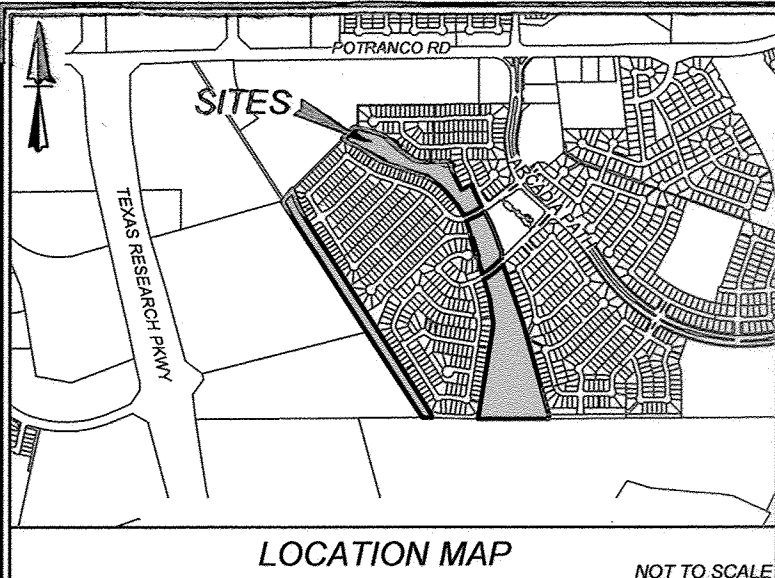 POTRANCO RD
SITES
TEXAS RESEARCH PKWY
LOCATION MAP
NOT TO SCALE